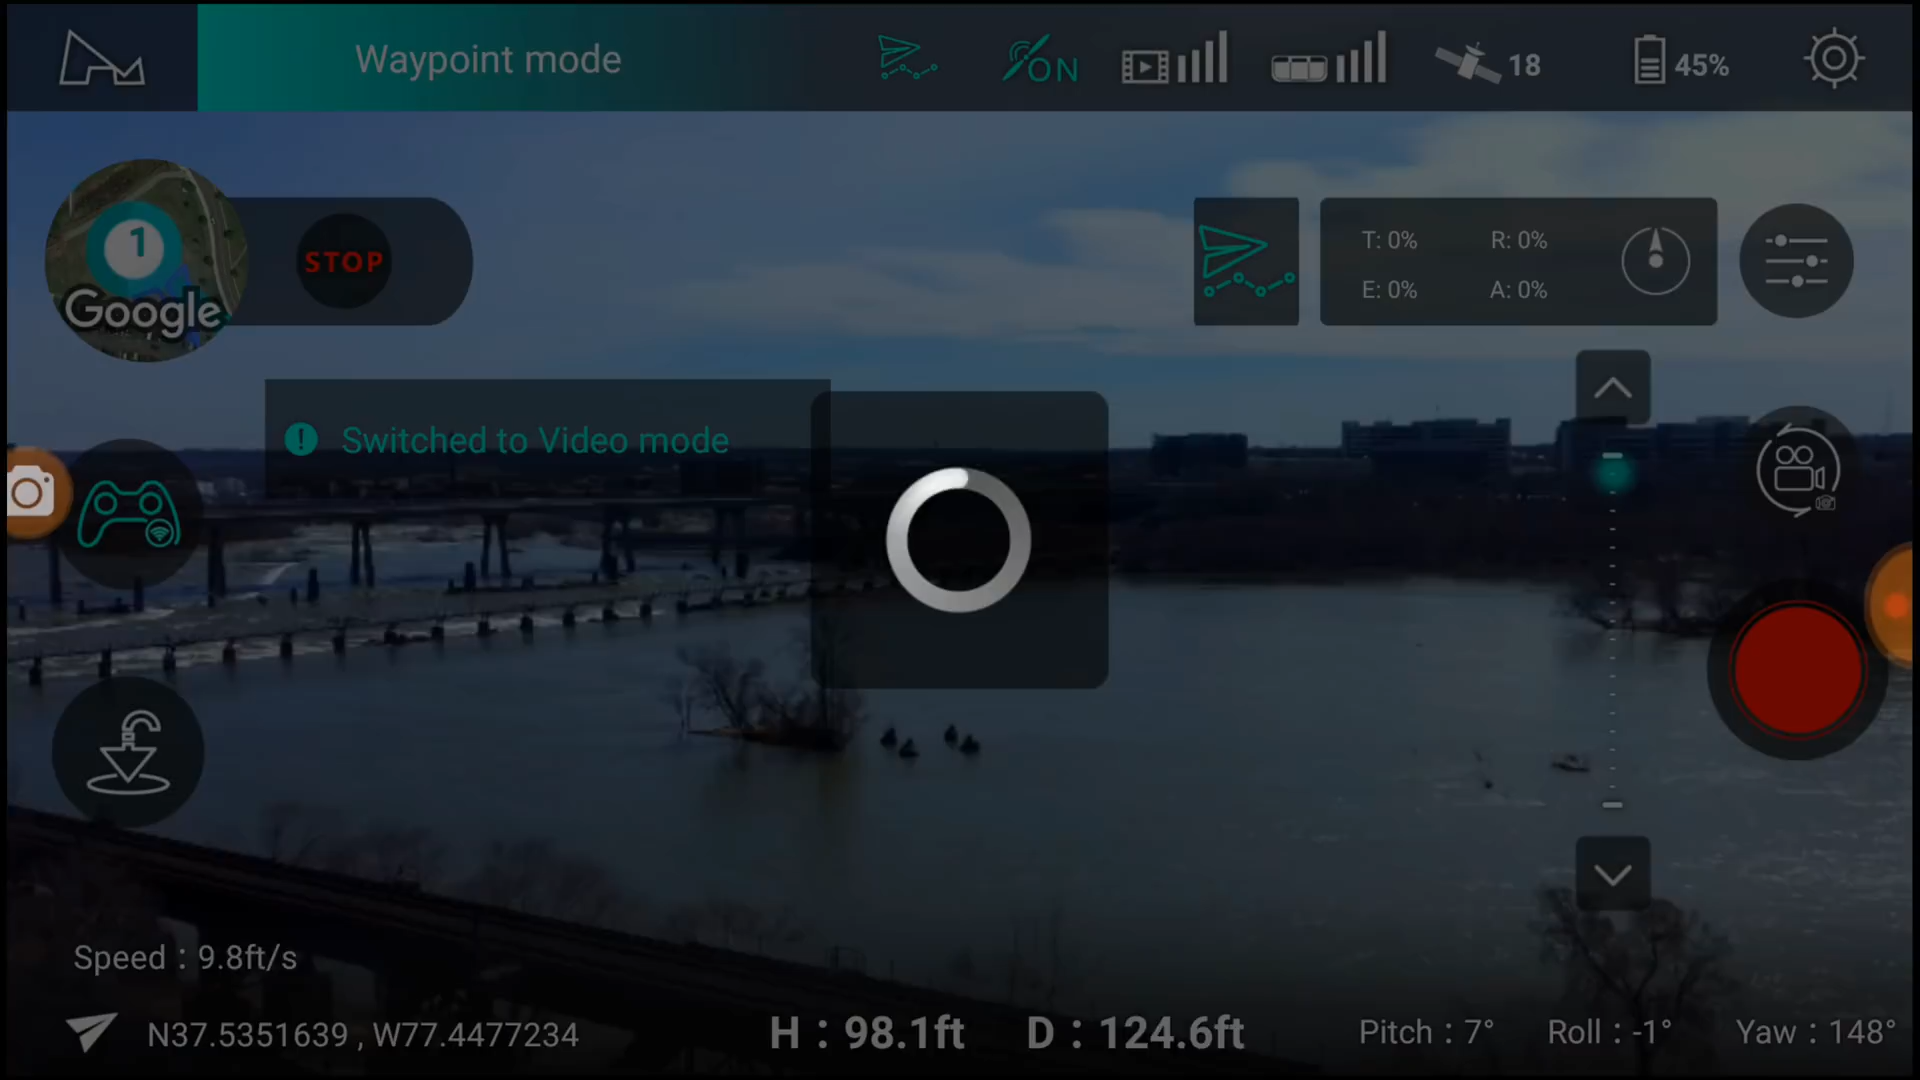 Waypoint mode
ON
18
45%
1
Google
STOP
T: 0%
R: 0%
E: 0%
A: 0%
Switched to Video mode
Speed : 9.8ft/s
N37.5351639 , W77.4477234
H : 98.1ft
D : 124.6ft
Pitch : 7°
Roll : -1°
Yaw : 148°